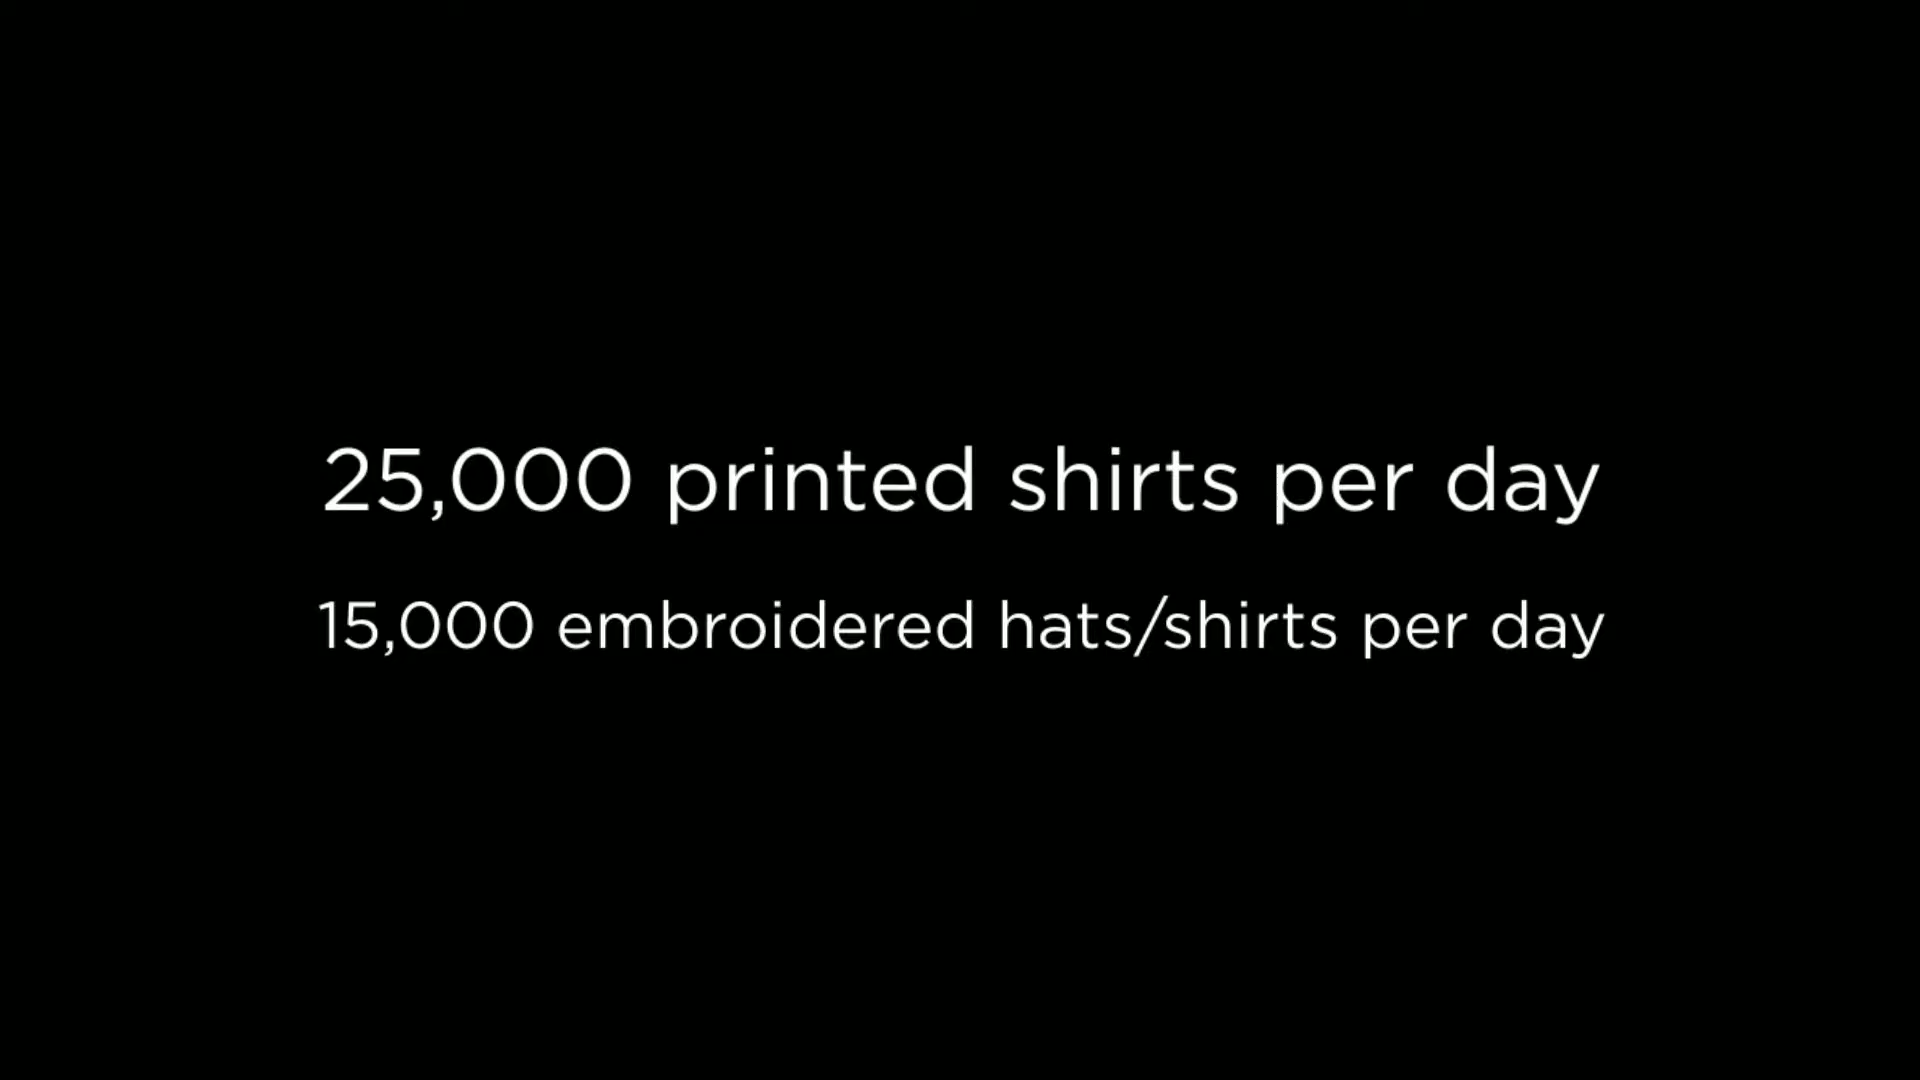 25,000 printed shirts per day
15,000 embroidered hats/shirts per day